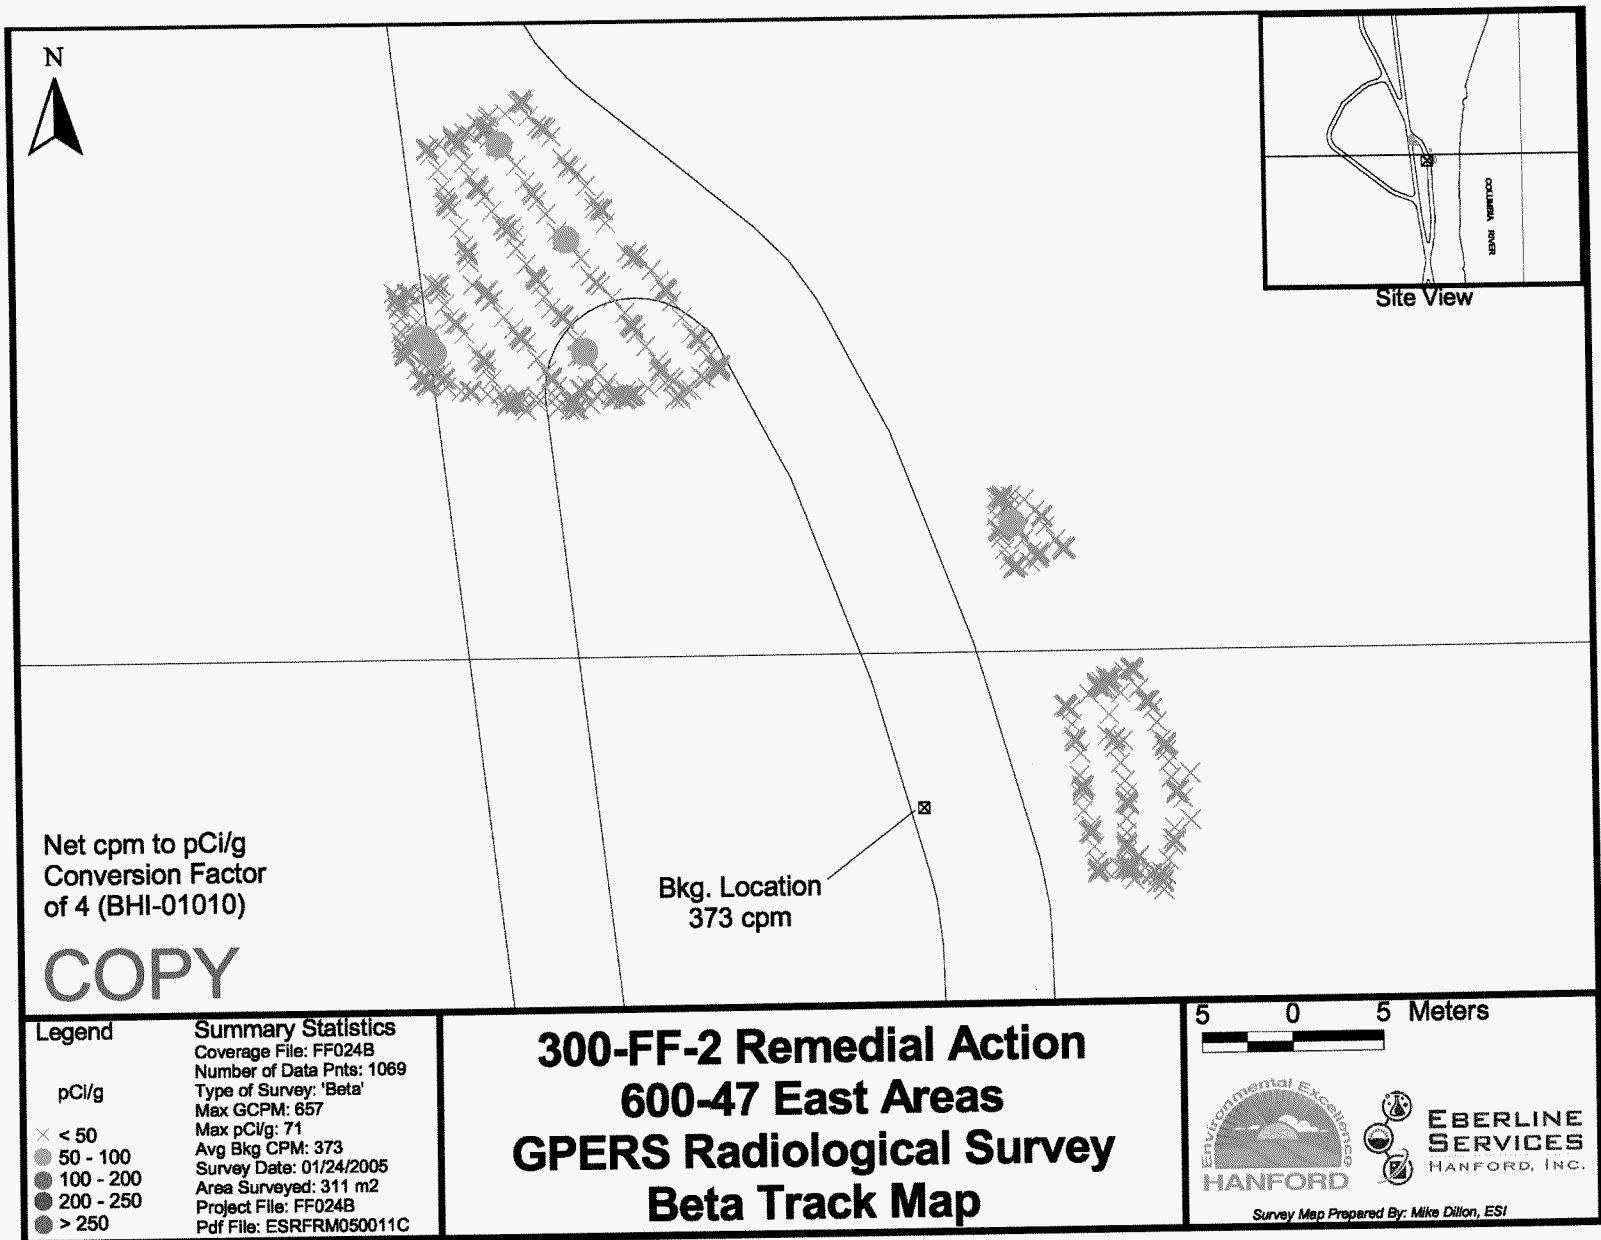 N
COLUMBIA RIVER
Site View
Net cpm to pCi/g
Conversion Factor
of 4 (BHI-01010)
COPY
Bkg. Location
373 cpm
Legend
pCi/g
< 50
50 - 100
100 - 200
200 - 250
> 250
Summary Statistics
Coverage File: FF024B
Number of Data Pnts: 1069
Type of Survey: 'Beta'
Max GCPM: 657
Max pCi/g: 71
Avg Bkg CPM: 373
Survey Date: 01/24/2005
Area Surveyed: 311 m2
Project File: FF024B
Pdf File: ESRFRM050011C
300-FF-2 Remedial Action
600-47 East Areas
GPERS Radiological Survey
Beta Track Map
5 0 5 Meters
Environmental Excellence
HANFORD
EBERLINE
SERVICES
HANFORD, INC.
Survey Map Prepared By: Mike Dillon, ESI